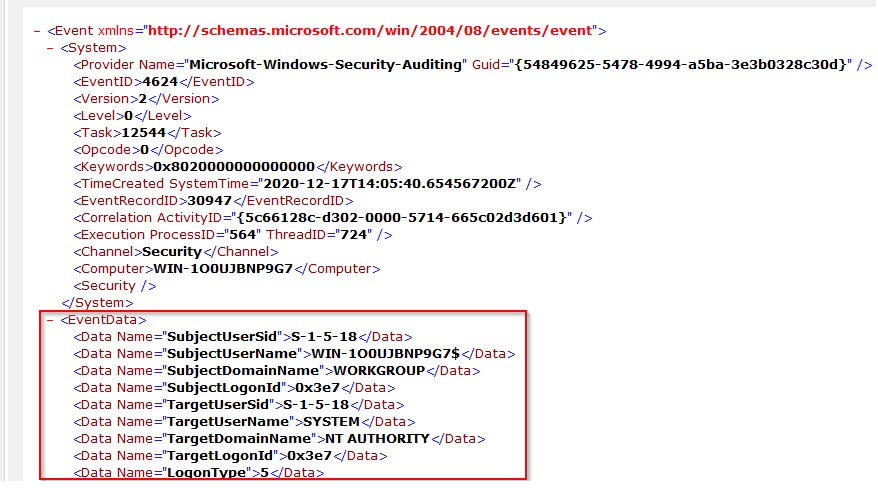 − <Event xmlns="http://schemas.microsoft.com/win/2004/08/events/event">
− <System>
<Provider Name="Microsoft-Windows-Security-Auditing" Guid="{54849625-5478-4994-a5ba-3e3b0328c30d}" />
<EventID>4624</EventID>
<Version>2</Version>
<Level>0</Level>
<Task>12544</Task>
<Opcode>0</Opcode>
<Keywords>0x8020000000000000</Keywords>
<TimeCreated SystemTime="2020-12-17T14:05:40.654567200Z" />
<EventRecordID>30947</EventRecordID>
<Correlation ActivityID="{5c66128c-d302-0000-5714-665c02d3d601}" />
<Execution ProcessID="564" ThreadID="724" />
<Channel>Security</Channel>
<Computer>WIN-1O0UJBNP9G7</Computer>
<Security />
</System>
− <EventData>
<Data Name="SubjectUserSid">S-1-5-18</Data>
<Data Name="SubjectUserName">WIN-1O0UJBNP9G7$</Data>
<Data Name="SubjectDomainName">WORKGROUP</Data>
<Data Name="SubjectLogonId">0x3e7</Data>
<Data Name="TargetUserSid">S-1-5-18</Data>
<Data Name="TargetUserName">SYSTEM</Data>
<Data Name="TargetDomainName">NT AUTHORITY</Data>
<Data Name="TargetLogonId">0x3e7</Data>
<Data Name="LogonType">5</Data>